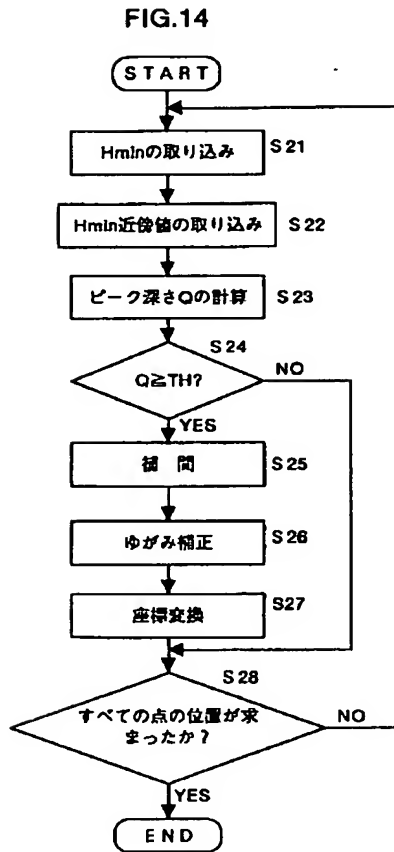 FIG.14
START
Hminの取り込み
S21
Hmin近傍値の取り込み
S22
ピーク深さQの計算
S23
S24
Q≧TH?
NO
YES
補 間
S25
ゆがみ補正
S26
座標変換
S27
S28
すべての点の位置が求
まったか?
NO
YES
END